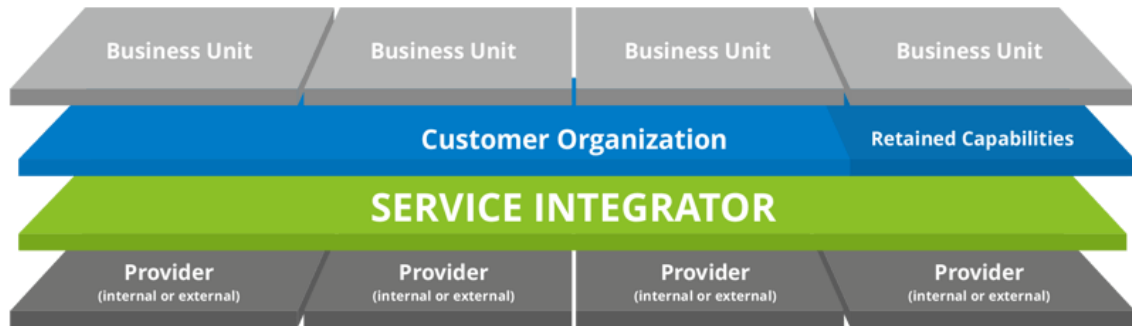 Business Unit
Business Unit
Business Unit
Business Unit
Customer Organization
Retained Capabilities
SERVICE INTEGRATOR
Provider
(internal or external)
Provider
(internal or external)
Provider
(internal or external)
Provider
(internal or external)